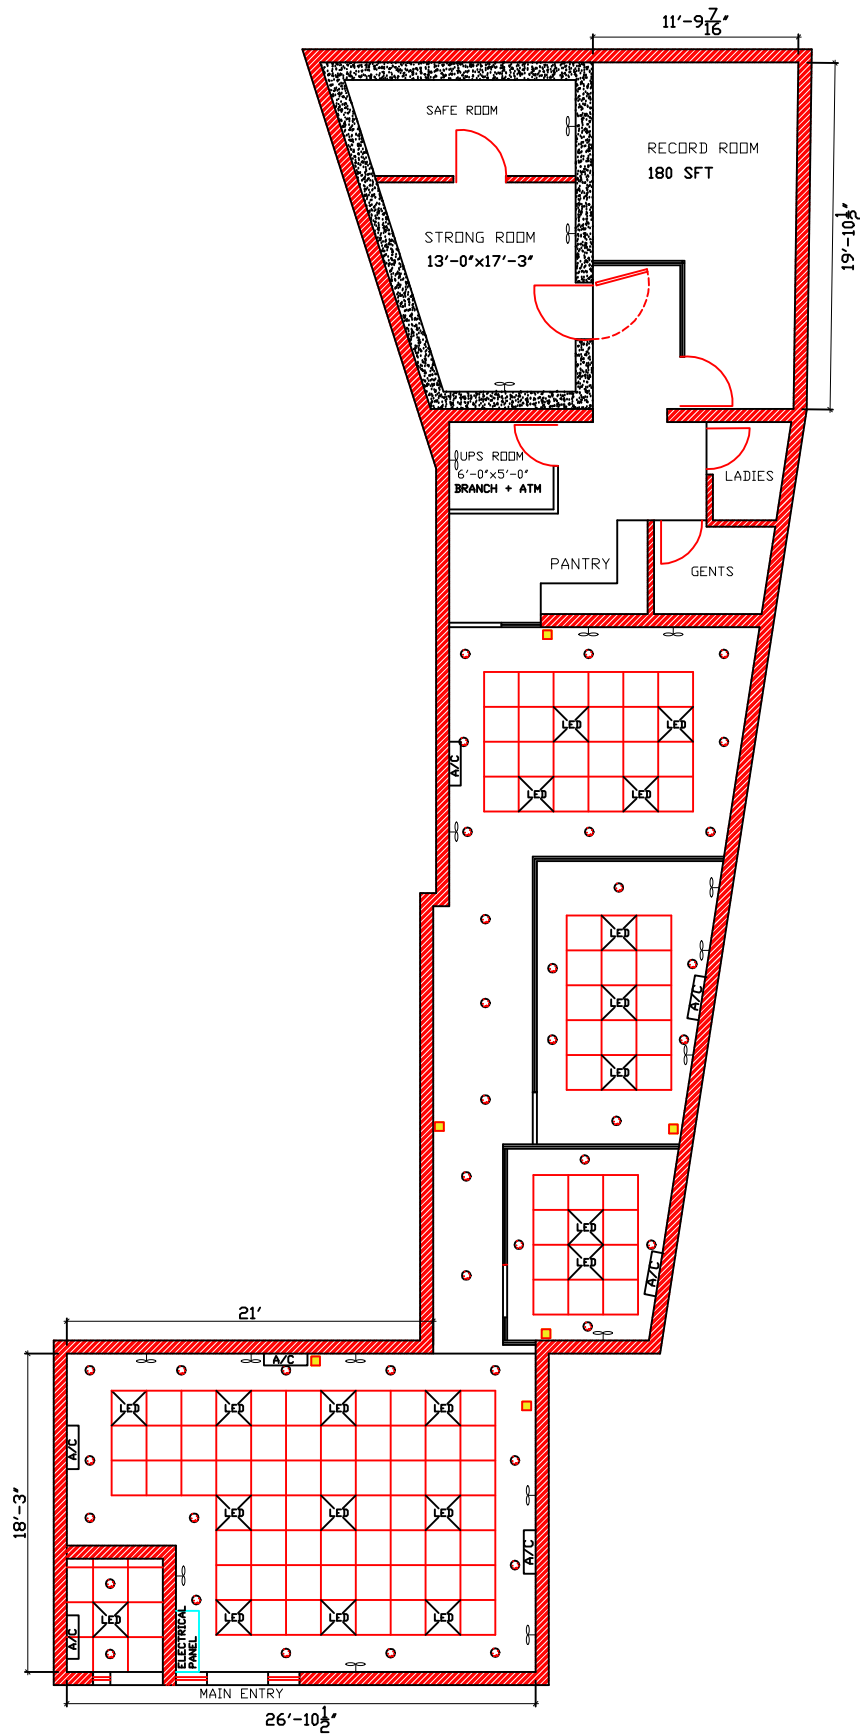 11'-9 7/16"
SAFE ROOM
RECORD ROOM
180 SFT
19'-10 1/2"
STRONG ROOM
13'-0"x17'-3"
UPS ROOM
6'-0"x5'-0"
BRANCH + ATM
LADIES
PANTRY
GENTS
LED
LED
A/C
LED
LED
LED
A/C
LED
LED
LED
A/C
LED
21'
A/C
LED
LED
LED
LED
A/C
18'-3"
LED
LED
LED
A/C
LED
LED
LED
LED
A/C
ELECTRICAL
PANEL
MAIN ENTRY
26'-10 1/2"